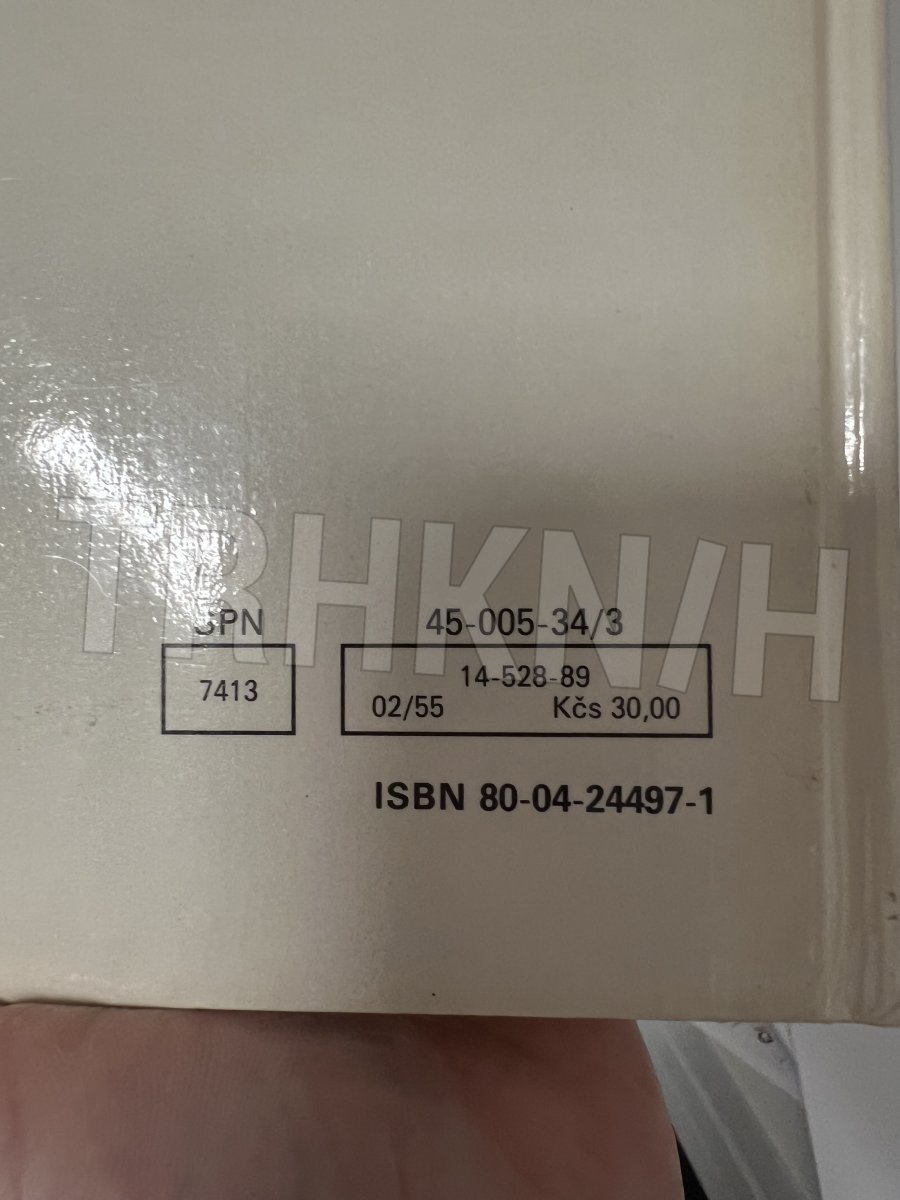 TRHKN/H
SPN 45-005-34/3
7413 14-528-89
02/55 Kčs 30,00
ISBN 80-04-24497-1